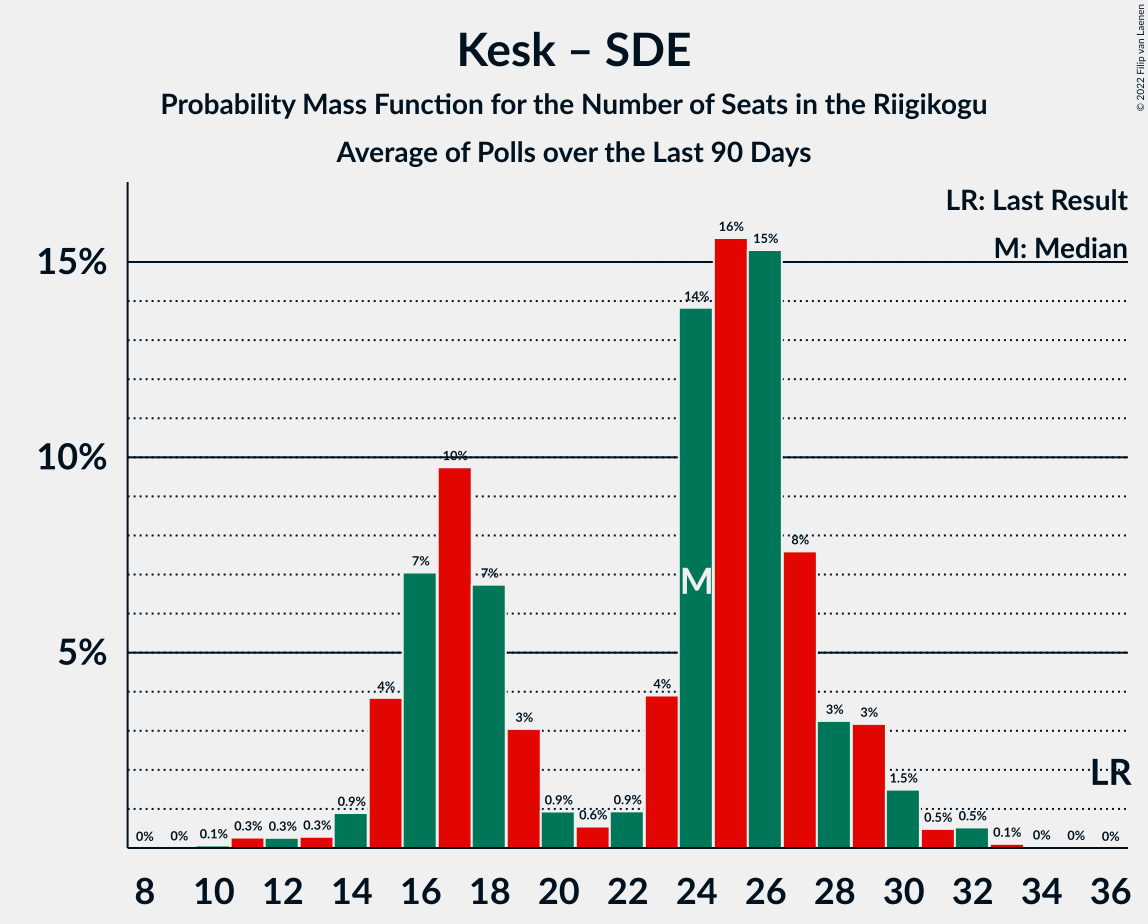 Kesk – SDE
Probability Mass Function for the Number of Seats in the Riigikogu
Average of Polls over the Last 90 Days
© 2022 Filip van Laenen
LR: Last Result
M: Median
15%
10%
5%
0% 0% 0.1% 0.3% 0.3% 0.3% 0.9% 4% 7% 10% 7% 3% 0.9% 0.6% 0.9% 4% 14% 16% 15% 8% 3% 3% 1.5% 0.5% 0.5% 0.1% 0% 0% 0%
M
LR
8 10 12 14 16 18 20 22 24 26 28 30 32 34 36